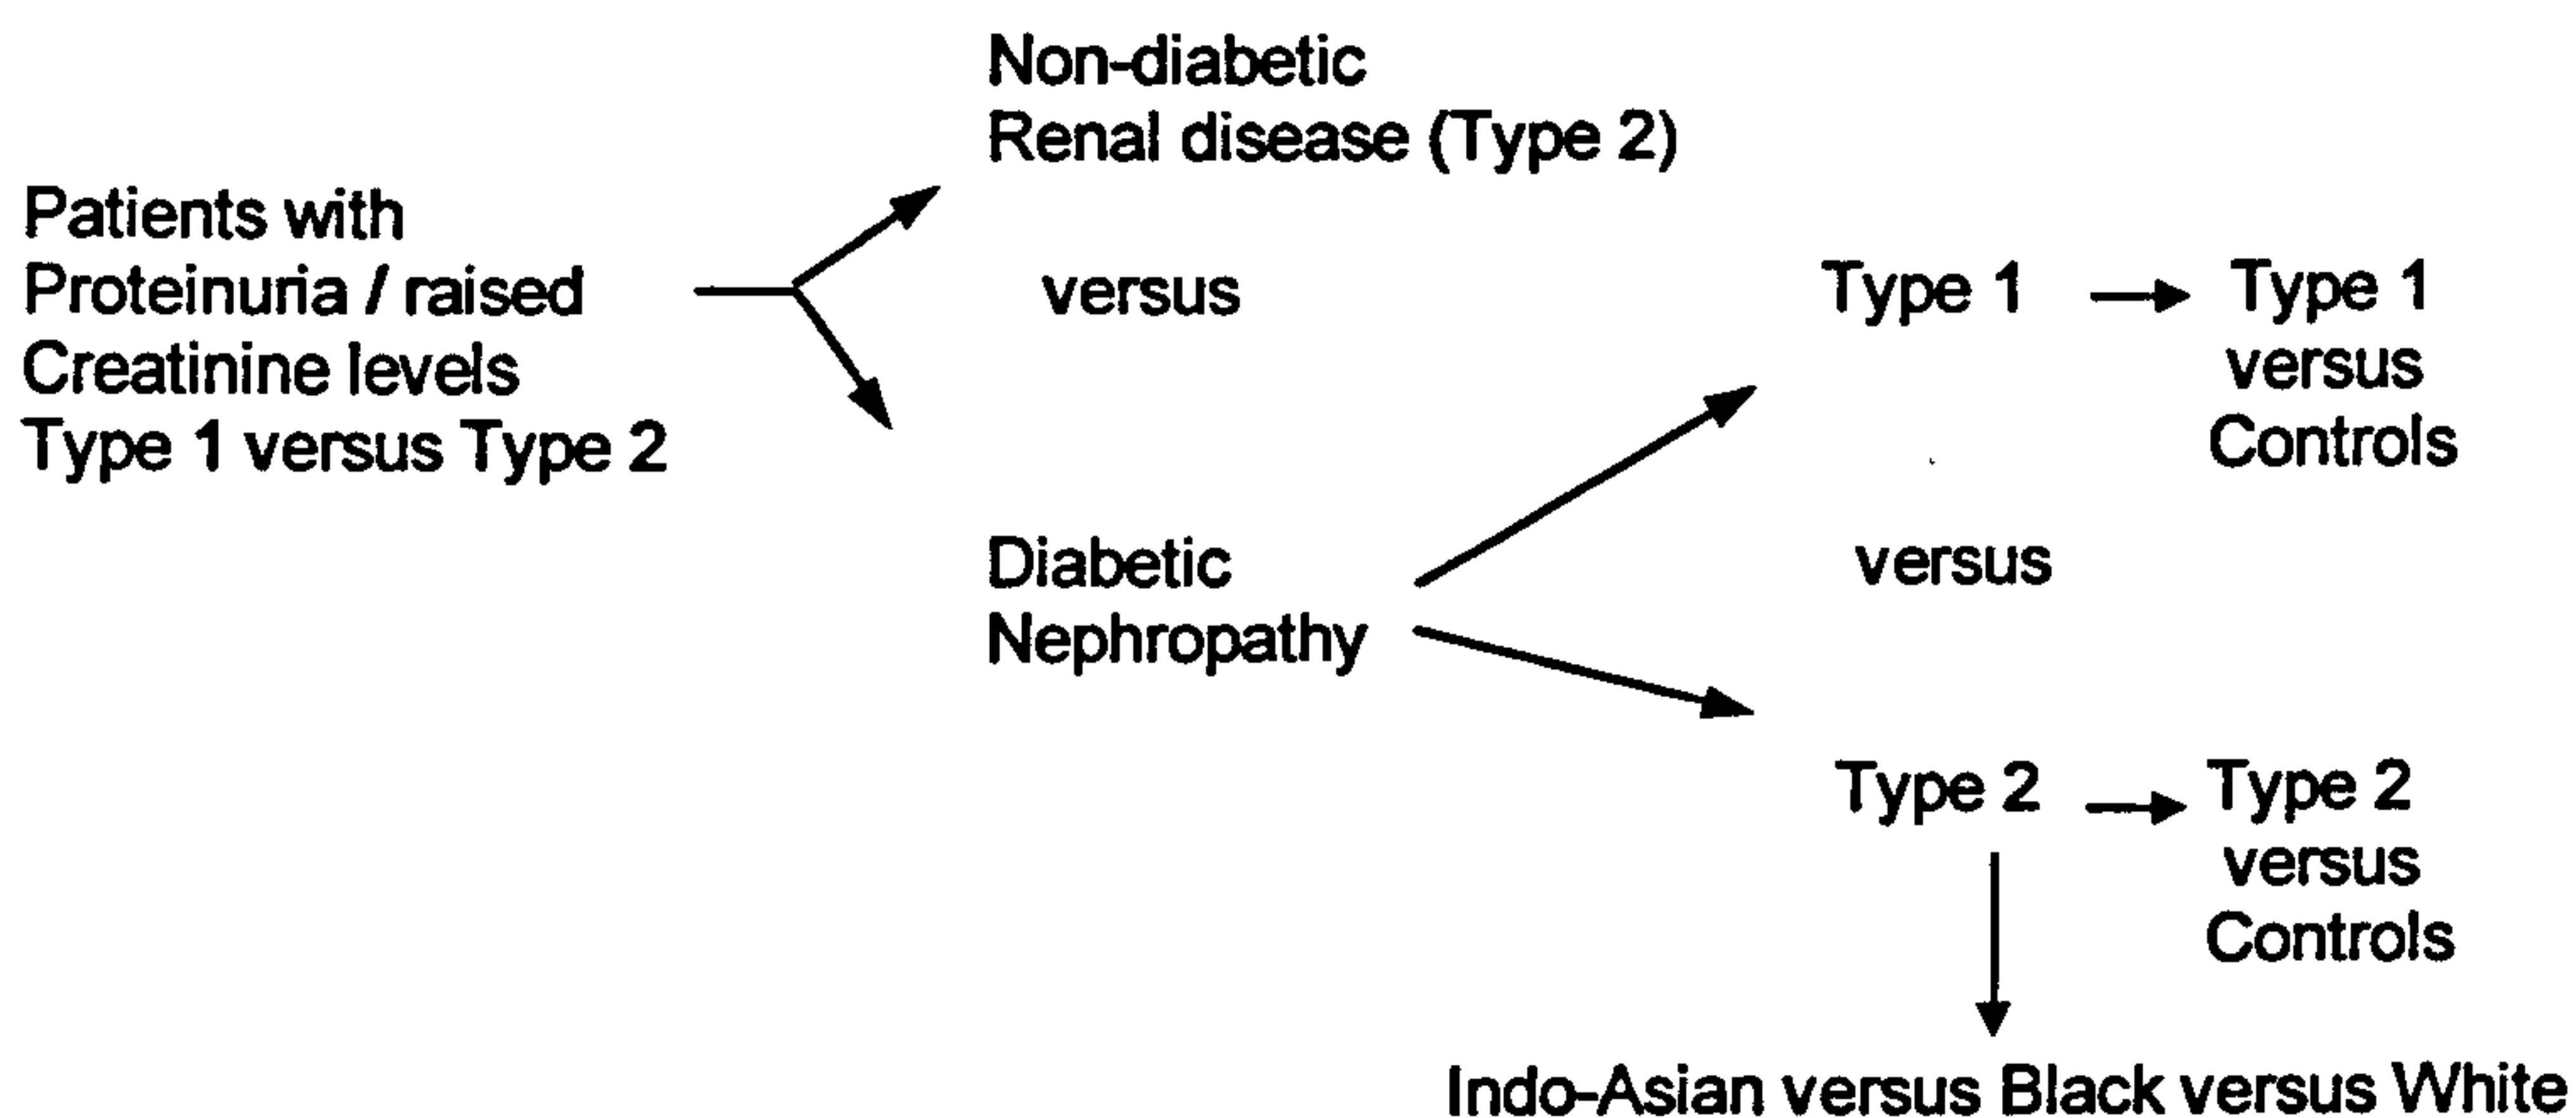 Non-diabetic
Renal disease (Type 2)
Patients with
Proteinuria / raised
Creatinine levels
Type 1 versus Type 2
versus
Diabetic
Nephropathy
Type 1
versus
Type 2
Type 1
versus
Controls
Type 2
versus
Controls
Indo-Asian versus Black versus White